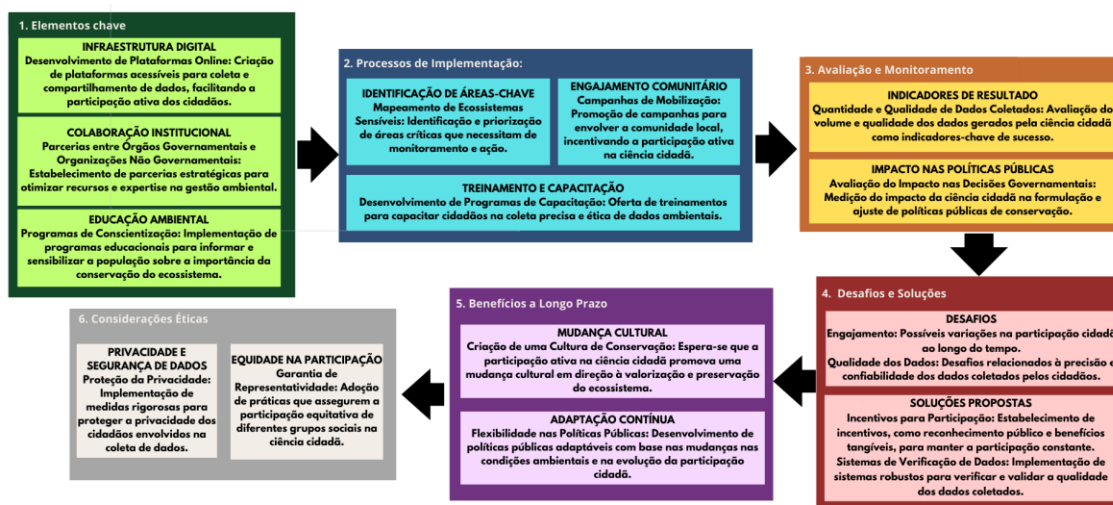 1. Elementos chave
INFRAESTRUTURA DIGITAL
Desenvolvimento de Plataformas Online: Criação
de plataformas acessíveis para coleta e
compartilhamento de dados, facilitando a
participação ativa dos cidadãos.
COLABORAÇÃO INSTITUCIONAL
Parcerias entre Órgãos Governamentais e
Organizações Não Governamentais:
Estabelecimento de parcerias estratégicas para
otimizar recursos e expertise na gestão ambiental.
EDUCAÇÃO AMBIENTAL
Programas de Conscientização: Implementação de
programas educacionais para informar e
sensibilizar a população sobre a importância da
conservação do ecossistema.
2. Processos de Implementação:
IDENTIFICAÇÃO DE ÁREAS-CHAVE
Mapeamento de Ecossistemas
Sensíveis: Identificação e priorização
de áreas críticas que necessitam de
monitoramento e ação.
ENGAJAMENTO COMUNITÁRIO
Campanhas de Mobilização:
Promoção de campanhas para
envolver a comunidade local,
incentivando a participação ativa
na ciência cidadã.
TREINAMENTO E CAPACITAÇÃO
Desenvolvimento de Programas de Capacitação: Oferta de treinamentos
para capacitar cidadãos na coleta precisa e ética de dados ambientais.
3. Avaliação e Monitoramento
INDICADORES DE RESULTADO
Quantidade e Qualidade de Dados Coletados: Avaliação do
volume e qualidade dos dados gerados pela ciência cidadã
como indicadores-chave de sucesso.
IMPACTO NAS POLÍTICAS PÚBLICAS
Avaliação do Impacto nas Decisões Governamentais:
Medição do impacto da ciência cidadã na formulação e
ajuste de políticas públicas de conservação.
4. Desafios e Soluções
DESAFIOS
Engajamento: Possíveis variações na participação cidadã
ao longo do tempo.
Qualidade dos Dados: Desafios relacionados à precisão e
confiabilidade dos dados coletados pelos cidadãos.
SOLUÇÕES PROPOSTAS
Incentivos para Participação: Estabelecimento de
incentivos, como reconhecimento público e benefícios
tangíveis, para manter a participação constante.
Sistemas de Verificação de Dados: Implementação de
sistemas robustos para verificar e validar a qualidade
dos dados coletados.
5. Benefícios a Longo Prazo
MUDANÇA CULTURAL
Criação de uma Cultura de Conservação: Espera-se que a
participação ativa na ciência cidadã promova uma
mudança cultural em direção à valorização e preservação
do ecossistema.
ADAPTAÇÃO CONTÍNUA
Flexibilidade nas Políticas Públicas: Desenvolvimento de
políticas públicas adaptáveis com base nas mudanças nas
condições ambientais e na evolução da participação
cidadã.
6. Considerações Éticas
PRIVACIDADE E
SEGURANÇA DE DADOS
Proteção da Privacidade:
Implementação de
medidas rigorosas para
proteger a privacidade dos
cidadãos envolvidos na
coleta de dados.
EQUIDADE NA PARTICIPAÇÃO
Garantia de
Representatividade: Adoção
de práticas que assegurem a
participação equitativa de
diferentes grupos sociais na
ciência cidadã.